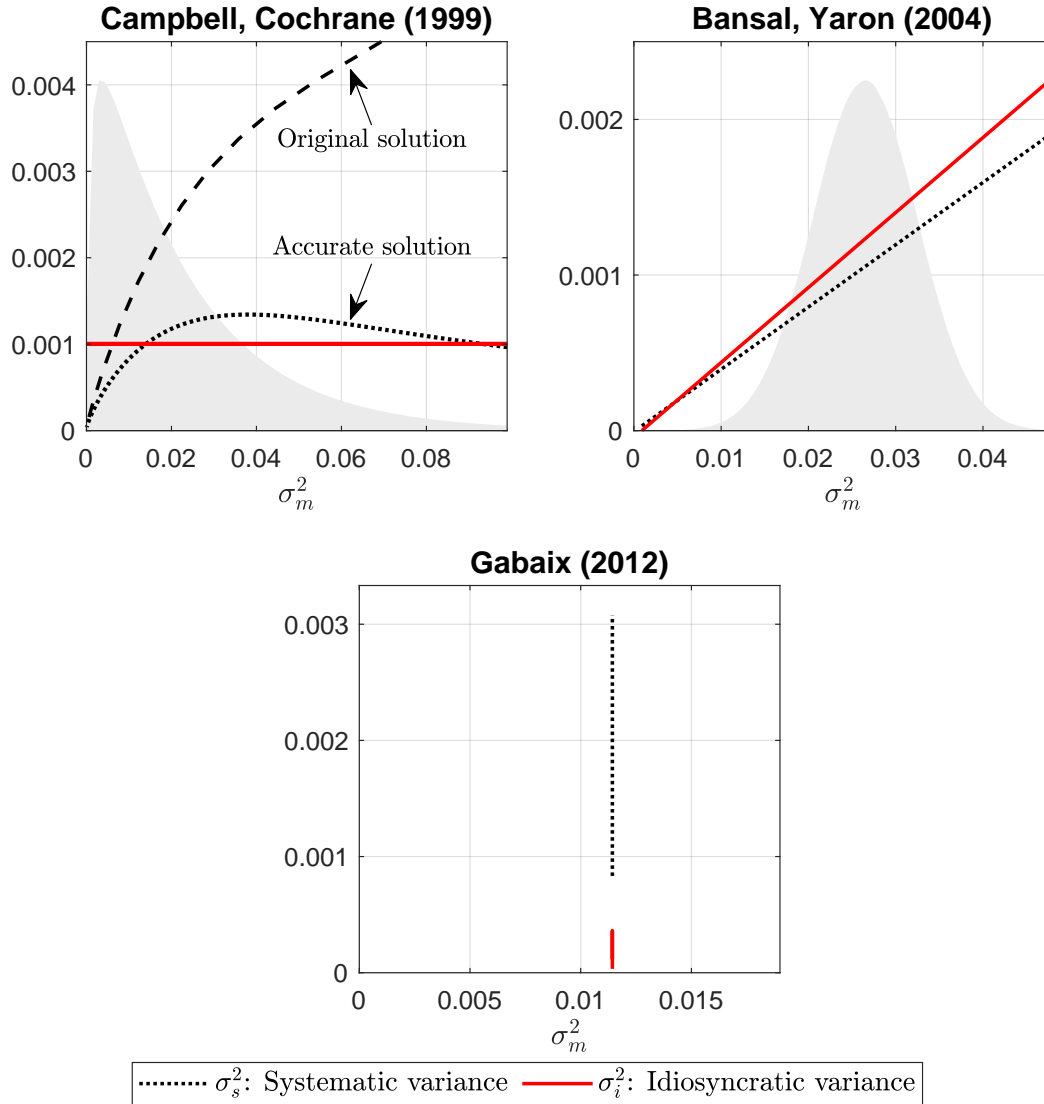 Campbell, Cochrane (1999)
0.004
0.003
0.002
0.001
0
Original solution
Accurate solution
0 0.02 0.04 0.06 0.08
σ²ₘ
Bansal, Yaron (2004)
0.002
0.001
0
0 0.01 0.02 0.03 0.04
σ²ₘ
Gabaix (2012)
0.003
0.002
0.001
0
0 0.005 0.01 0.015
σ²ₘ
σ²ₛ: Systematic variance σ²ᵢ: Idiosyncratic variance